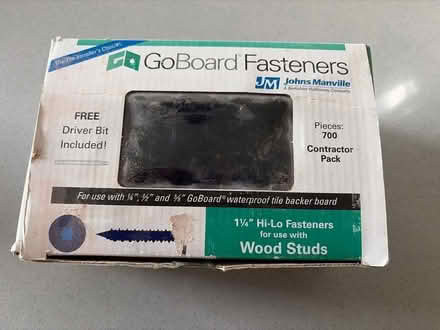 The Pro Installer's Choice!
GoBoard™ Fasteners
JM Johns Manville
A Berkshire Hathaway Company
FREE
Driver Bit
Included!
Pieces:
700
Contractor
Pack
For use with ¼", ½" and ⅝" GoBoard® waterproof tile backer board
1¼" Hi-Lo Fasteners
for use with
Wood Studs